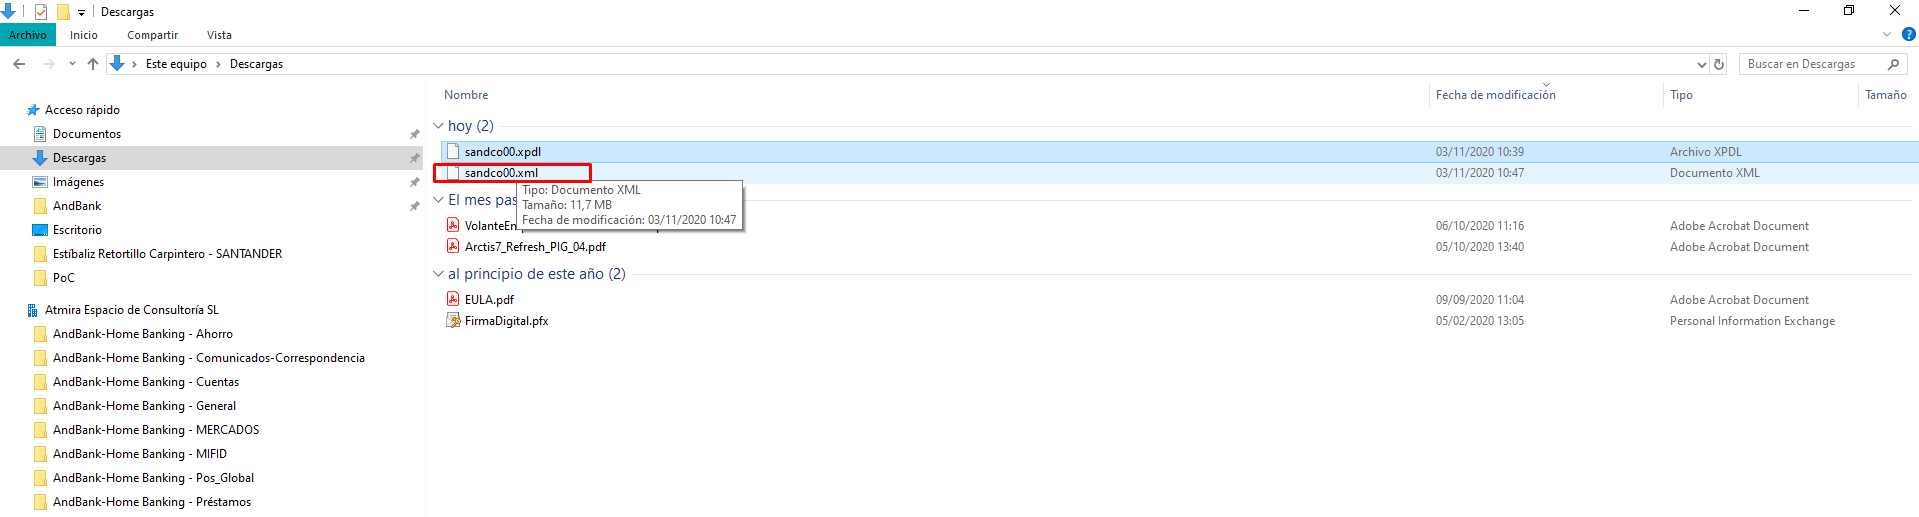 Descargas
Archivo Inicio Compartir Vista
Este equipo > Descargas Buscar en Descargas
Nombre Fecha de modificación Tipo Tamaño
Acceso rápido
Documentos
Descargas
Imágenes
AndBank
Escritorio
Estíbaliz Retortillo Carpintero - SANTANDER
PoC
Atmira Espacio de Consultoría SL
AndBank-Home Banking - Ahorro
AndBank-Home Banking - Comunicados-Correspondencia
AndBank-Home Banking - Cuentas
AndBank-Home Banking - General
AndBank-Home Banking - MERCADOS
AndBank-Home Banking - MIFID
AndBank-Home Banking - Pos_Global
AndBank-Home Banking - Préstamos
hoy (2)
sandco00.xpdl 03/11/2020 10:39 Archivo XPDL
sandco00.xml 03/11/2020 10:47 Documento XML
Tipo: Documento XML
Tamaño: 11,7 MB
Fecha de modificación: 03/11/2020 10:47
El mes
06/10/2020 11:16 Adobe Acrobat Document
Arctis7_Refresh_PIG_04.pdf 05/10/2020 13:40 Adobe Acrobat Document
al principio de este año (2)
EULA.pdf 09/09/2020 11:04 Adobe Acrobat Document
FirmaDigital.pfx 05/02/2020 13:05 Personal Information Exchange